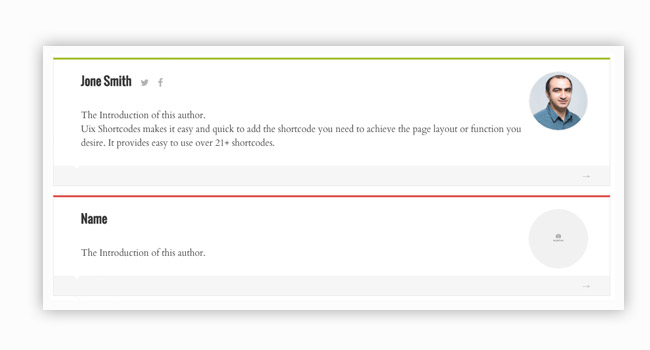 Jone Smith
The Introduction of this author.
Uix Shortcodes makes it easy and quick to add the shortcode you need to achieve the page layout or function you
desire. It provides easy to use over 21+ shortcodes.
→
Name
The Introduction of this author.
→